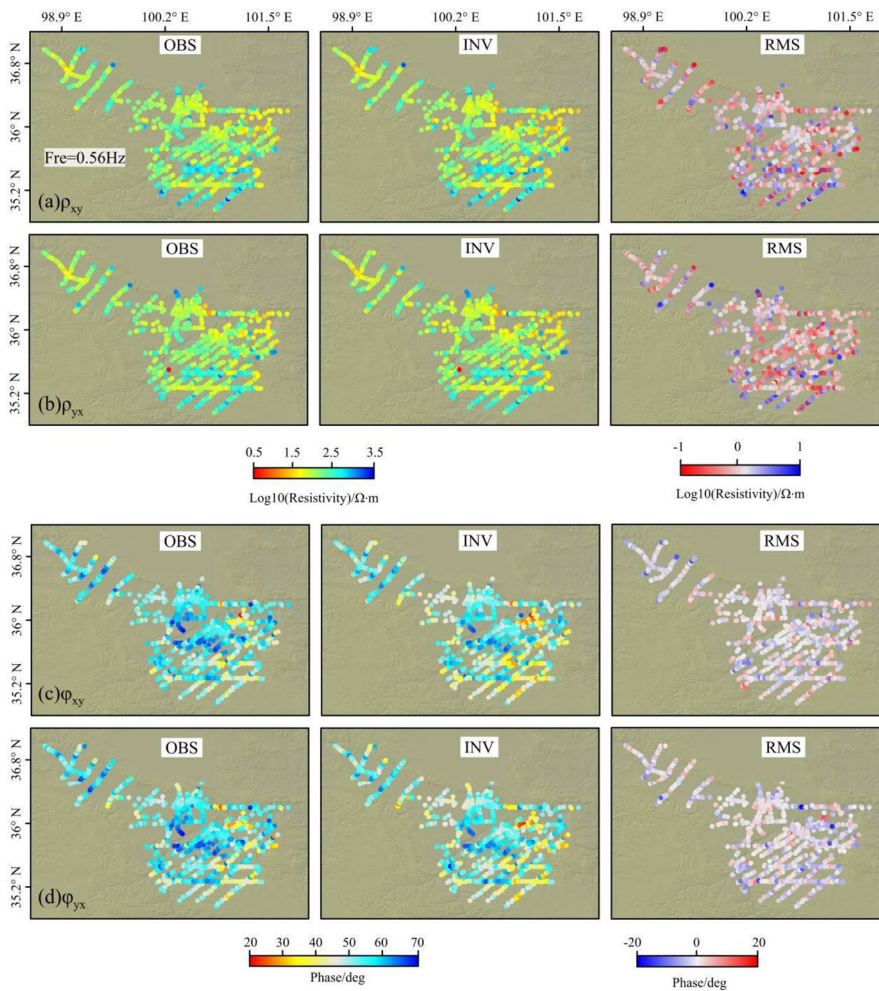 98.9° E 100.2° E 101.5° E 98.9° E 100.2° E 101.5° E 98.9° E 100.2° E 101.5° E
OBS INV RMS
36.8° N
36° N
Fre=0.56Hz
35.2° N
(a)ρxy
OBS INV RMS
36.8° N
36° N
35.2° N
(b)ρyx
0.5 1.5 2.5 3.5
Log10(Resistivity)/Ω·m
-1 0 1
Log10(Resistivity)/Ω·m
OBS INV RMS
36.8° N
36° N
35.2° N
(c)φxy
OBS INV RMS
36.8° N
36° N
35.2° N
(d)φyx
20 30 40 50 60 70
Phase/deg
-20 0 20
Phase/deg